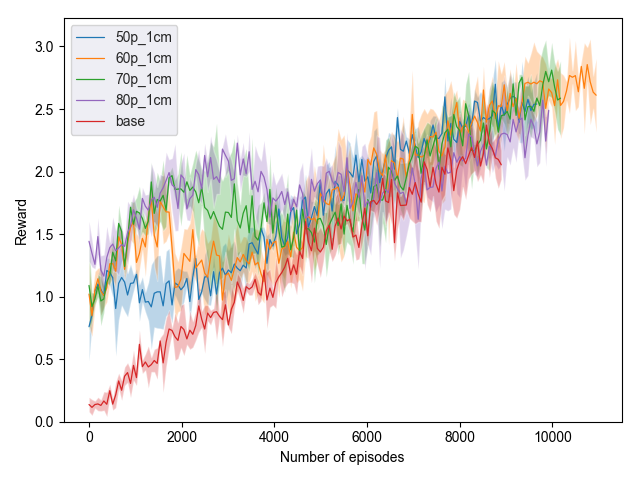 50p_1cm
60p_1cm
70p_1cm
80p_1cm
base
3.0
2.5
2.0
1.5
1.0
0.5
0.0
Reward
0 2000 4000 6000 8000 10000
Number of episodes